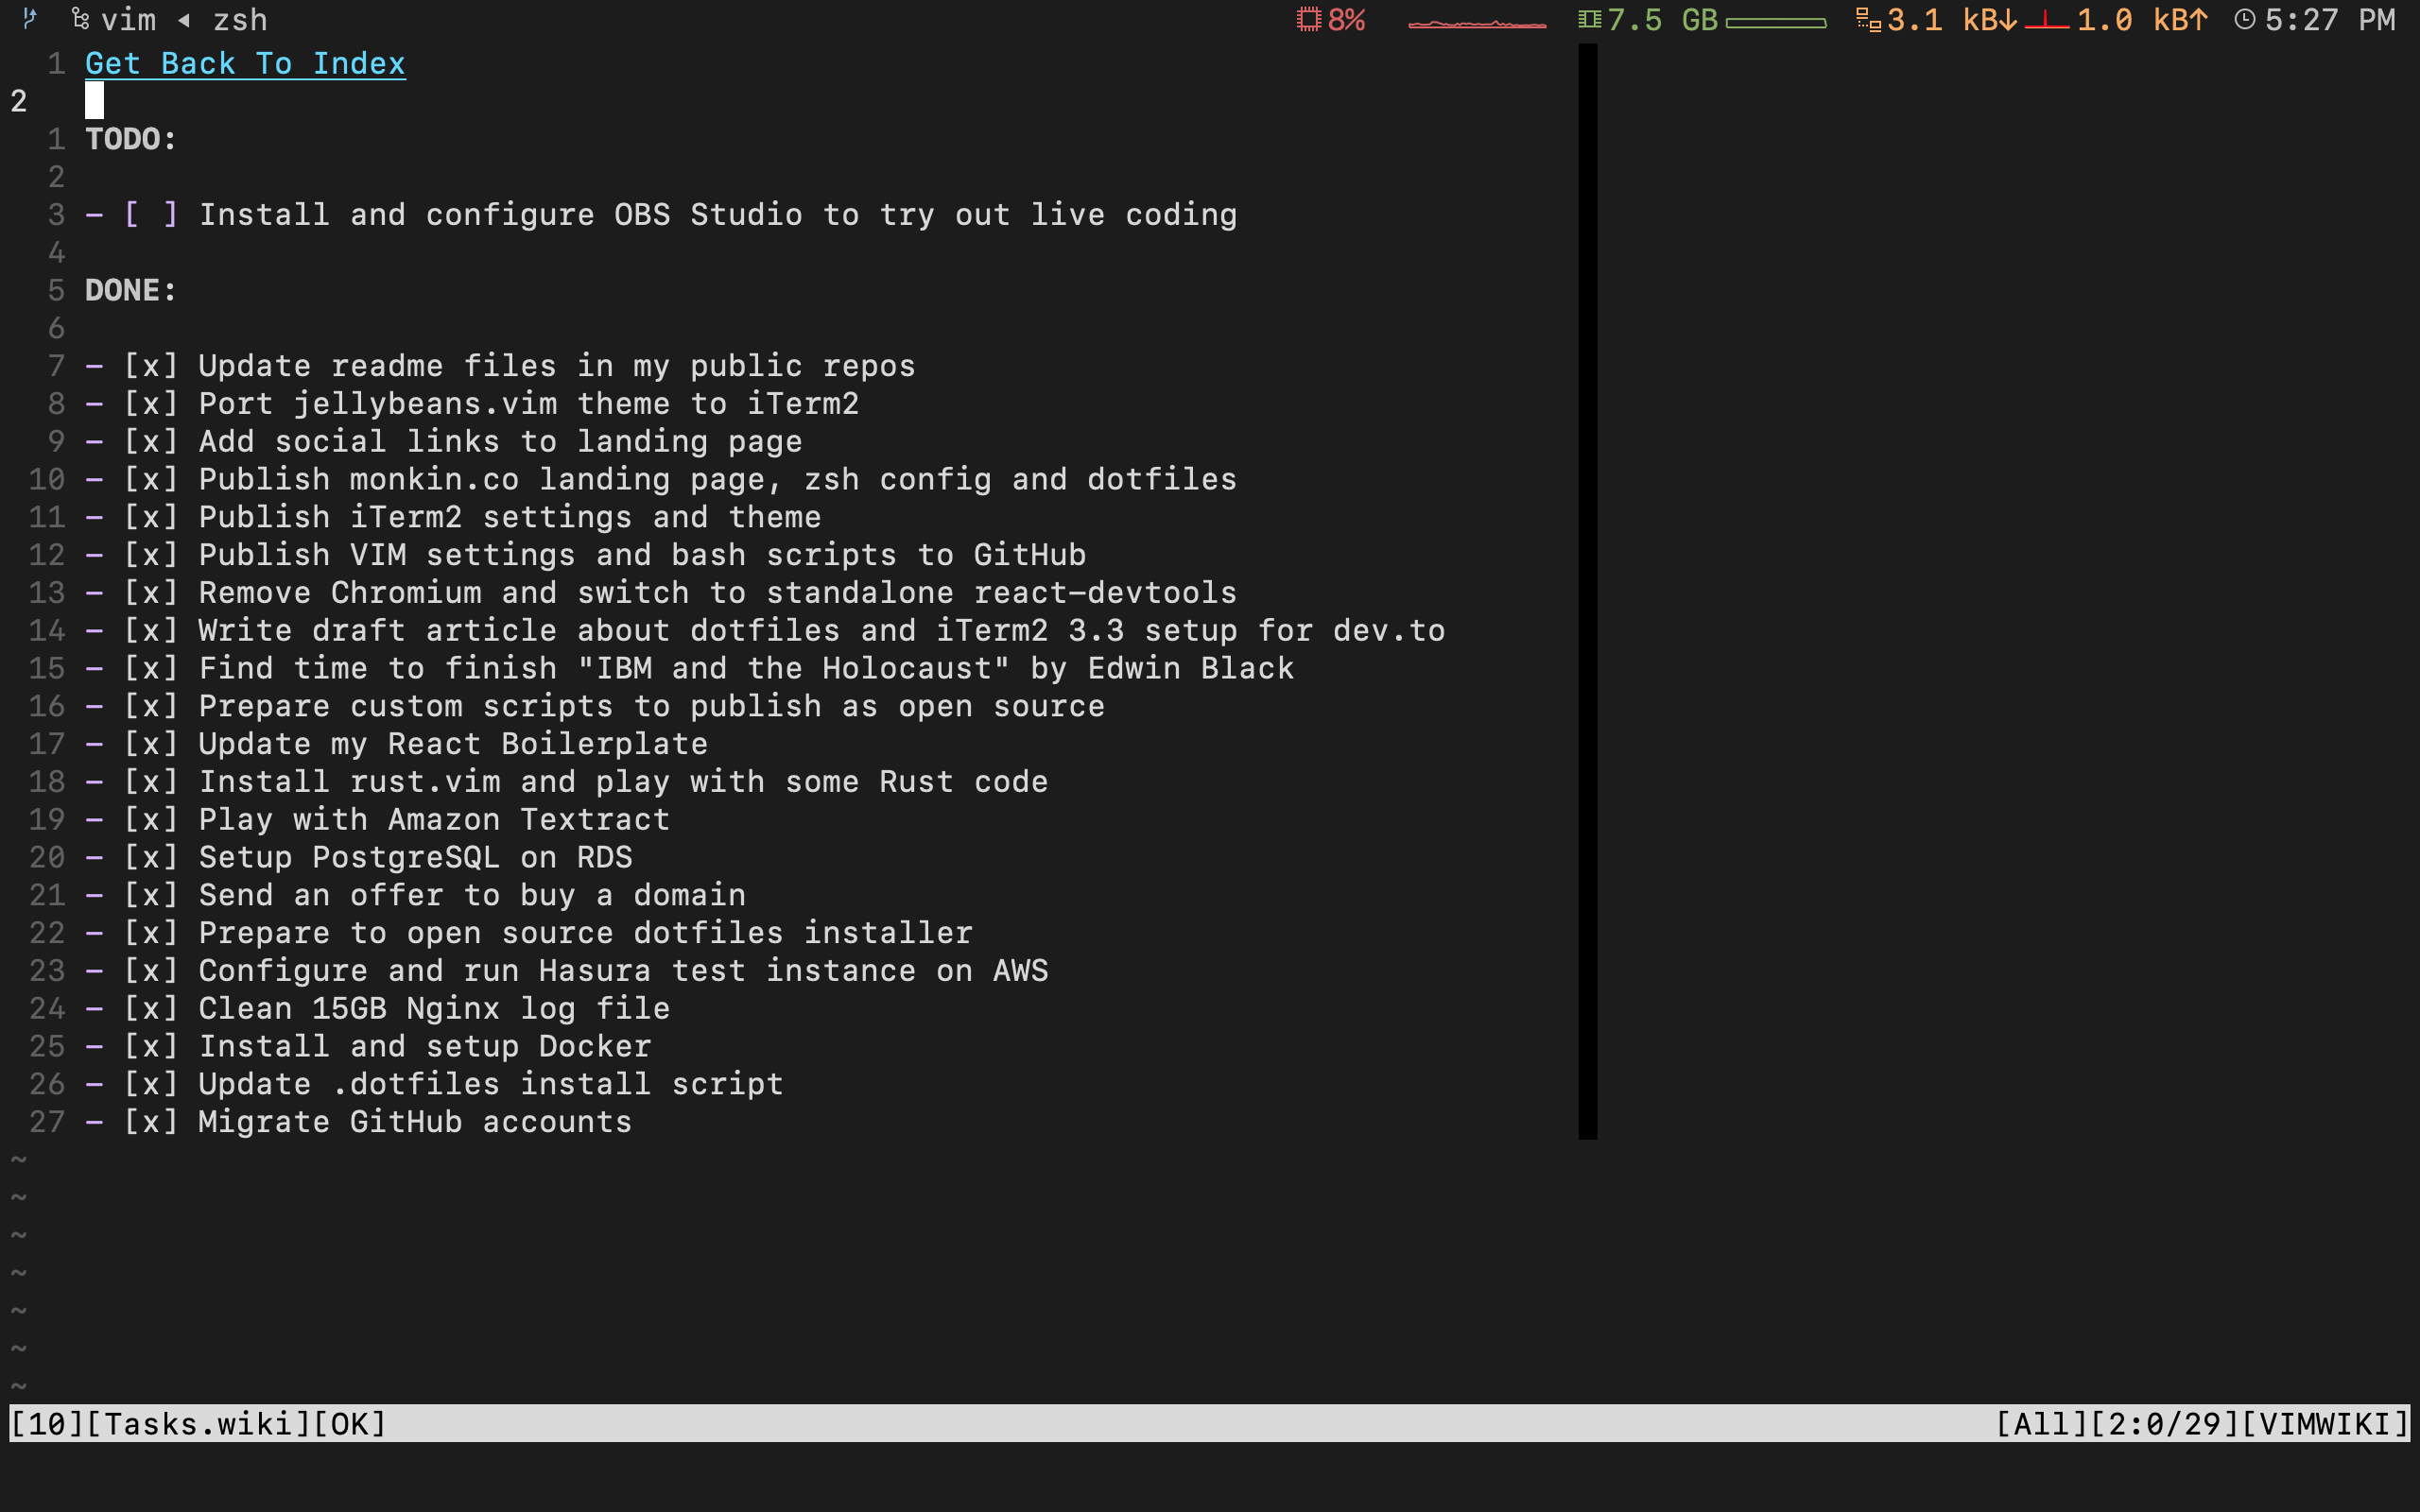 vim ◂ zsh 8% 7.5 GB 3.1 kB↓ 1.0 kB↑ 5:27 PM
1 Get Back To Index
2
1 TODO:
2
3 - [ ] Install and configure OBS Studio to try out live coding
4
5 DONE:
6
7 - [x] Update readme files in my public repos
8 - [x] Port jellybeans.vim theme to iTerm2
9 - [x] Add social links to landing page
10 - [x] Publish monkin.co landing page, zsh config and dotfiles
11 - [x] Publish iTerm2 settings and theme
12 - [x] Publish VIM settings and bash scripts to GitHub
13 - [x] Remove Chromium and switch to standalone react-devtools
14 - [x] Write draft article about dotfiles and iTerm2 3.3 setup for dev.to
15 - [x] Find time to finish "IBM and the Holocaust" by Edwin Black
16 - [x] Prepare custom scripts to publish as open source
17 - [x] Update my React Boilerplate
18 - [x] Install rust.vim and play with some Rust code
19 - [x] Play with Amazon Textract
20 - [x] Setup PostgreSQL on RDS
21 - [x] Send an offer to buy a domain
22 - [x] Prepare to open source dotfiles installer
23 - [x] Configure and run Hasura test instance on AWS
24 - [x] Clean 15GB Nginx log file
25 - [x] Install and setup Docker
26 - [x] Update .dotfiles install script
27 - [x] Migrate GitHub accounts
~
~
~
~
~
~
~
[10][Tasks.wiki][OK] [All][2:0/29][VIMWIKI]